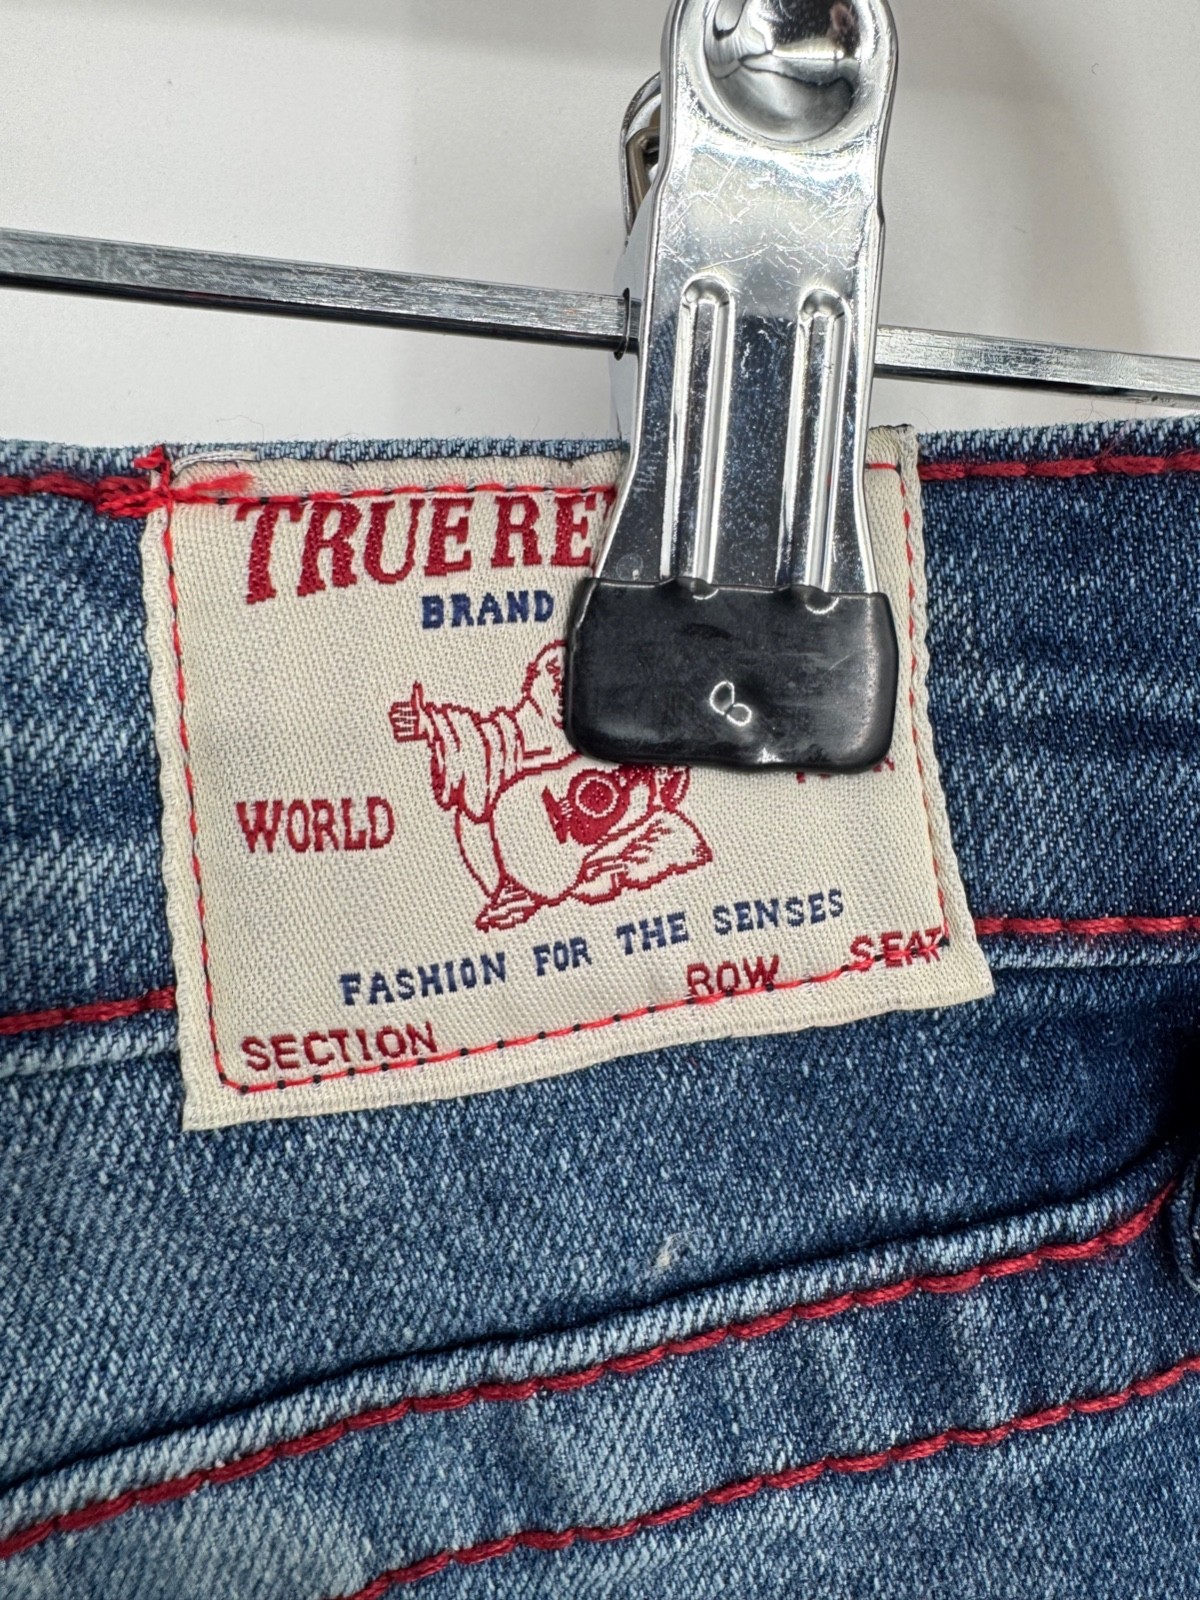 TRUE RE
BRAND
WORLD
FASHION FOR THE SENSES
SECTION ROW SEAT